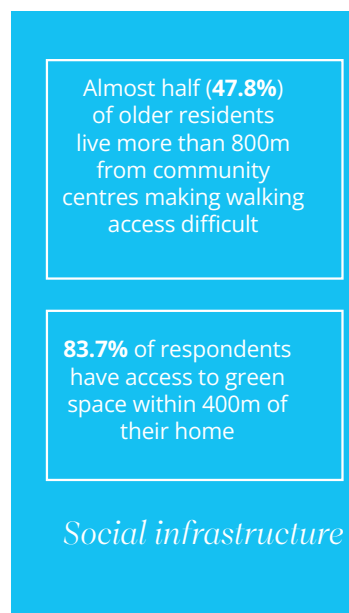 Almost half (47.8%)
of older residents
live more than 800m
from community
centres making walking
access difficult
83.7% of respondents
have access to green
space within 400m of
their home
Social infrastructure